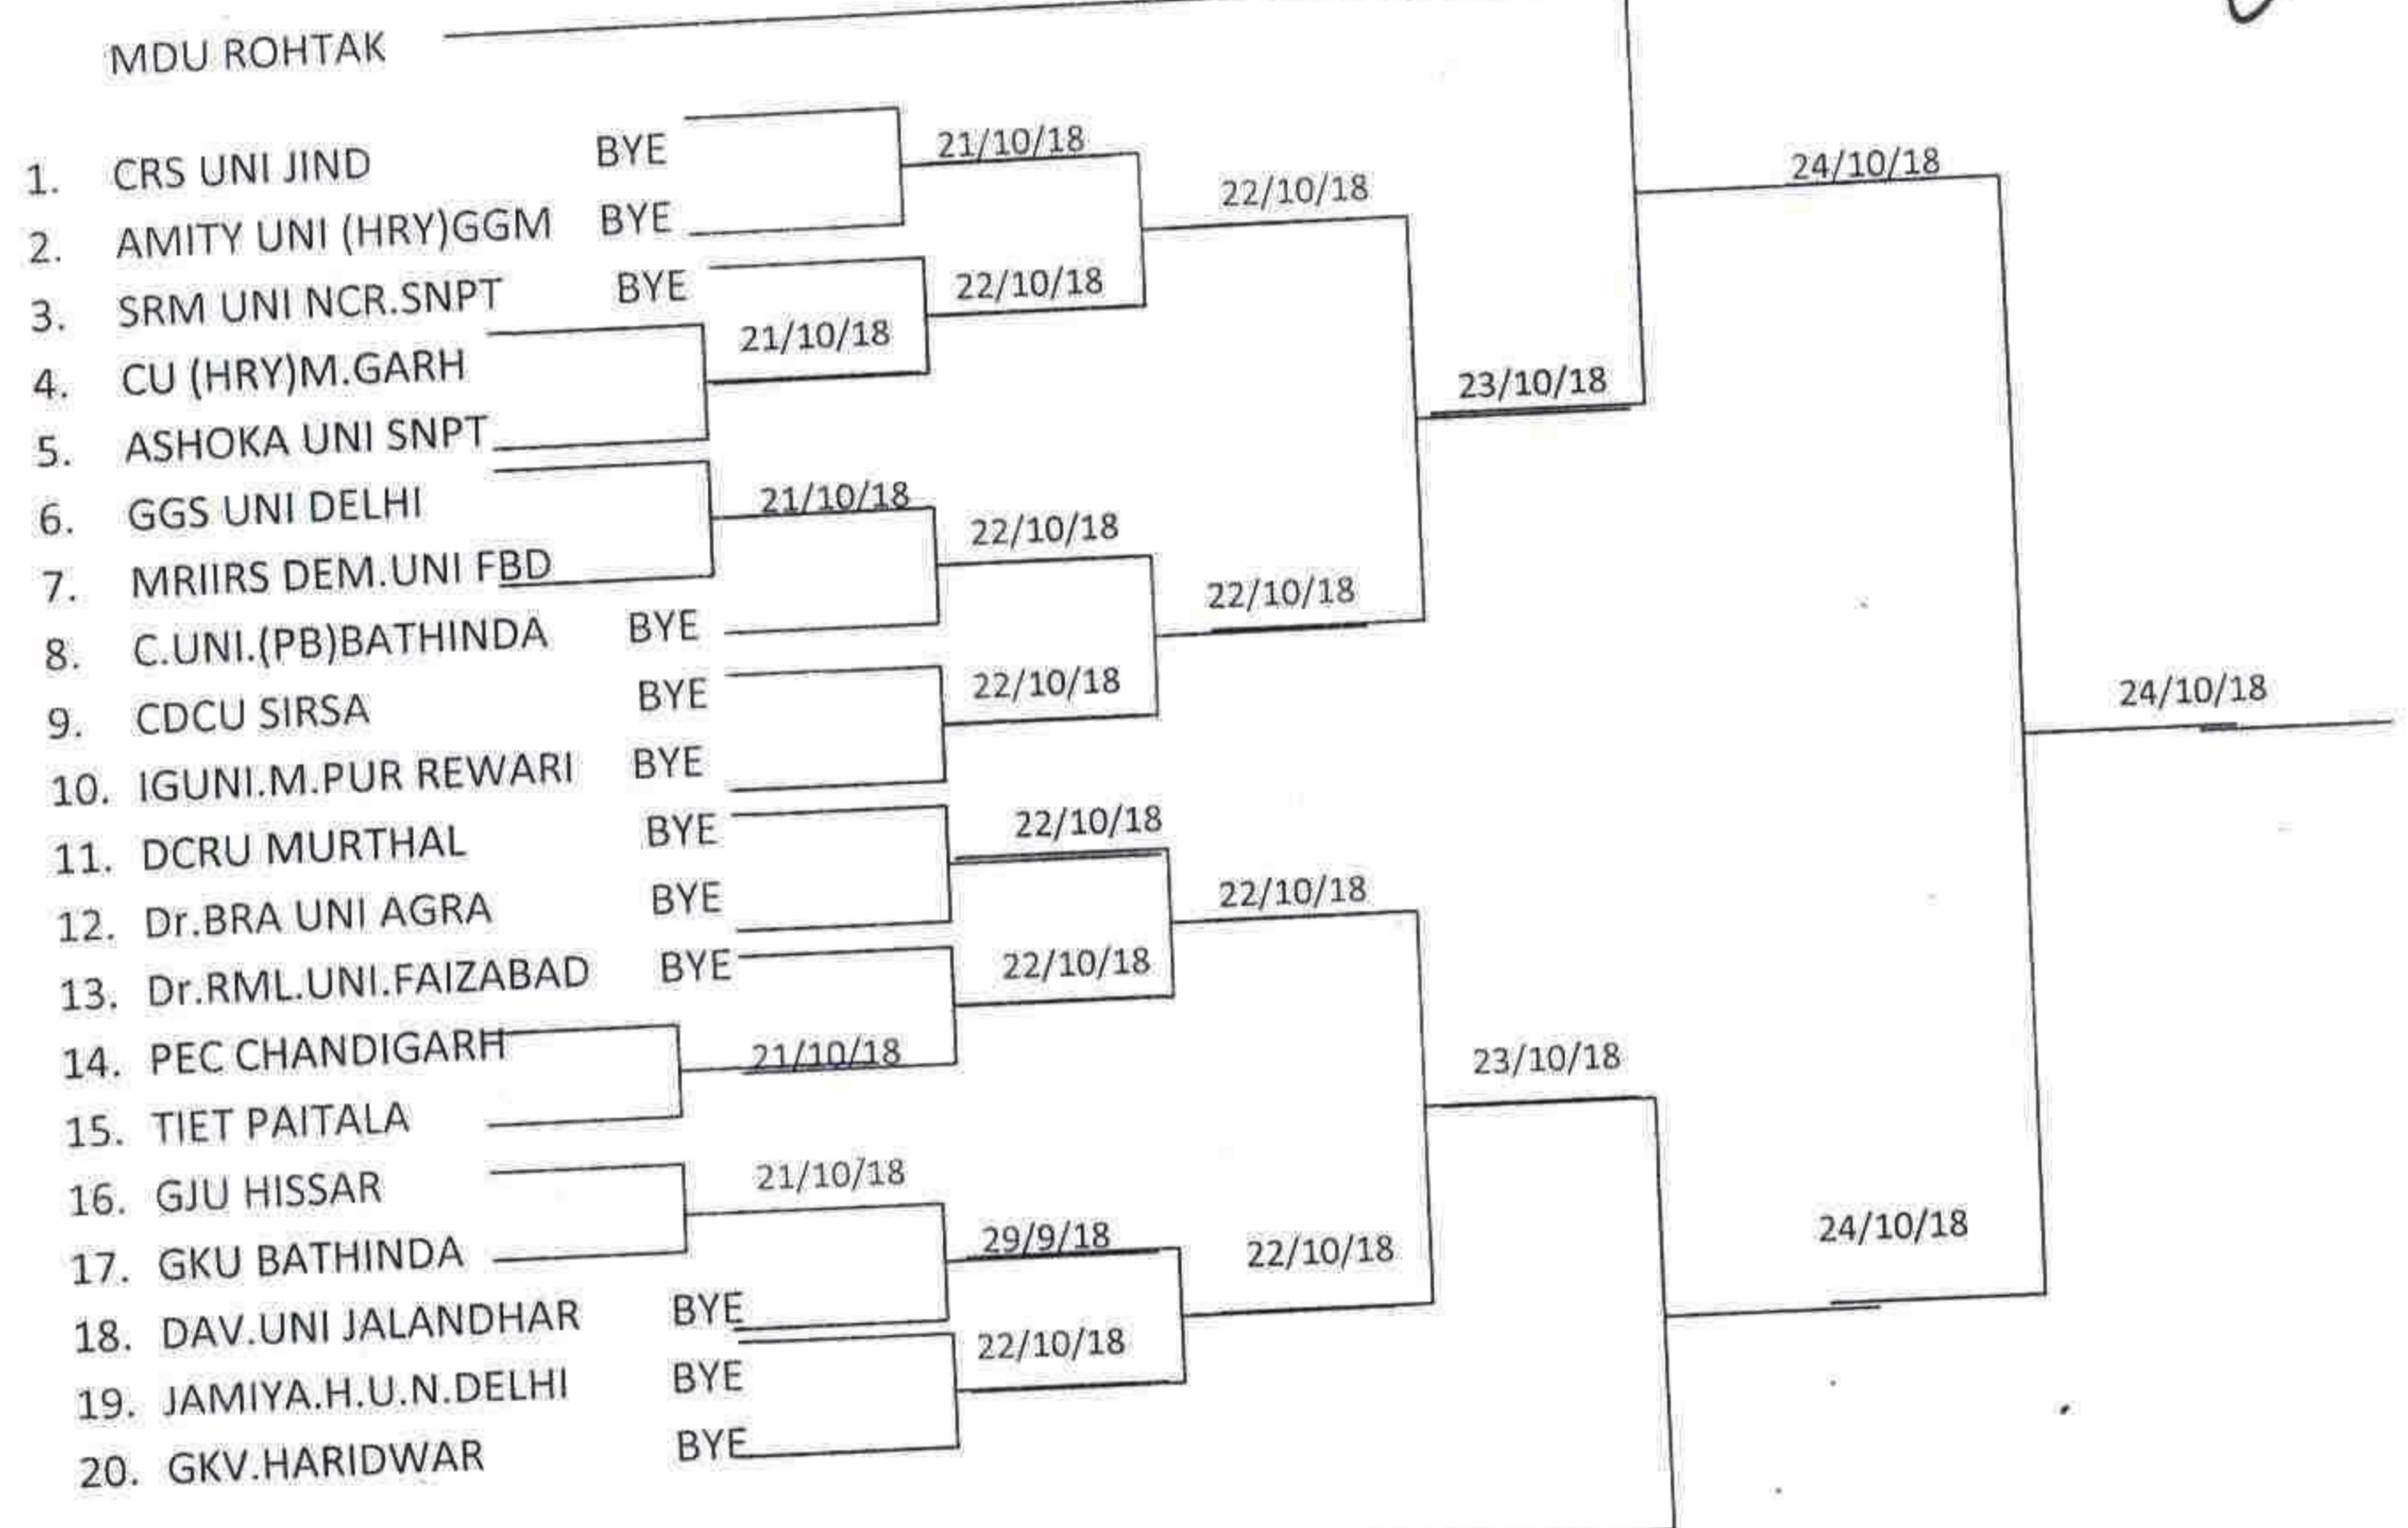 MDU ROHTAK
1. CRS UNI JIND BYE 21/10/18
2. AMITY UNI (HRY)GGM BYE 22/10/18 24/10/18
3. SRM UNI NCR.SNPT BYE 22/10/18
4. CU (HRY)M.GARH 21/10/18 23/10/18
5. ASHOKA UNI SNPT
6. GGS UNI DELHI 21/10/18 22/10/18
7. MRIIRS DEM.UNI FBD 22/10/18
8. C.UNI.(PB)BATHINDA BYE
9. CDCU SIRSA BYE 22/10/18 24/10/18
10. IGUNI.M.PUR REWARI BYE
11. DCRU MURTHAL BYE 22/10/18
12. Dr.BRA UNI AGRA BYE 22/10/18
13. Dr.RML.UNI.FAIZABAD BYE 22/10/18
14. PEC CHANDIGARH 21/10/18 23/10/18
15. TIET PAITALA
16. GJU HISSAR 21/10/18
17. GKU BATHINDA 29/9/18 22/10/18 24/10/18
18. DAV.UNI JALANDHAR BYE
19. JAMIYA.H.U.N.DELHI BYE 22/10/18
20. GKV.HARIDWAR BYE